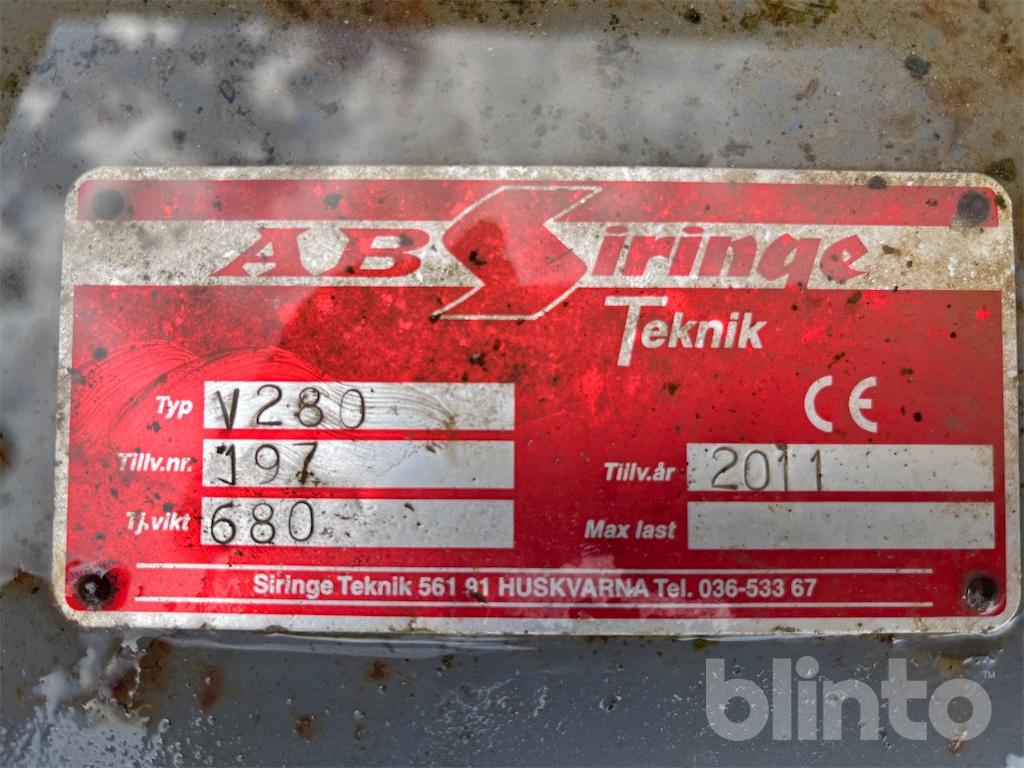 AB Siringe
Teknik
Typ V280
Tillv.nr. 197
Tillv.år 2011
Tj.vikt 680
Max last
CE
Siringe Teknik 561 91 HUSKVARNA Tel. 036-533 67
blinto™